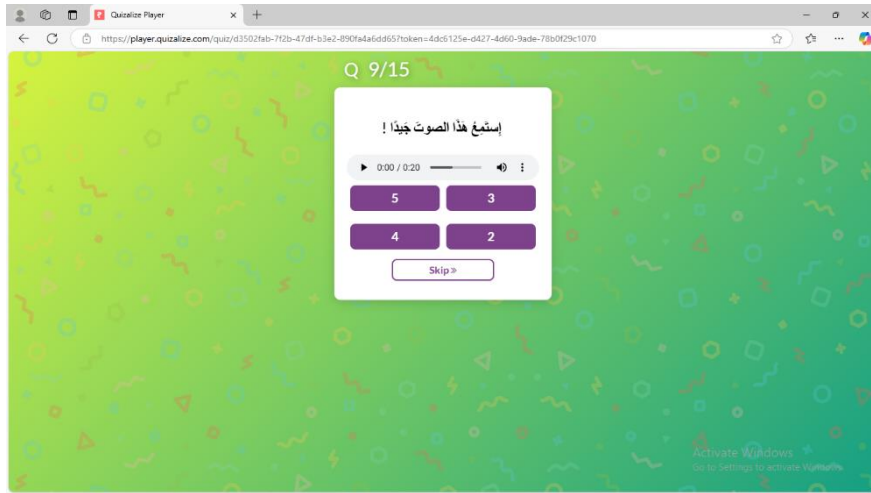 Quizalize Player
https://player.quizalize.com/quiz/d3502fab-7f2b-47df-b3e2-890fa4a6dd65?token=4dc6125e-d427-4d60-9ade-78b0f29c1070
Q 9/15
إستَمِعْ هَذَا الصوتَ جَيدًا !
0:00 / 0:20
5 3
4 2
Skip »
Activate Windows
Go to Settings to activate Windows.